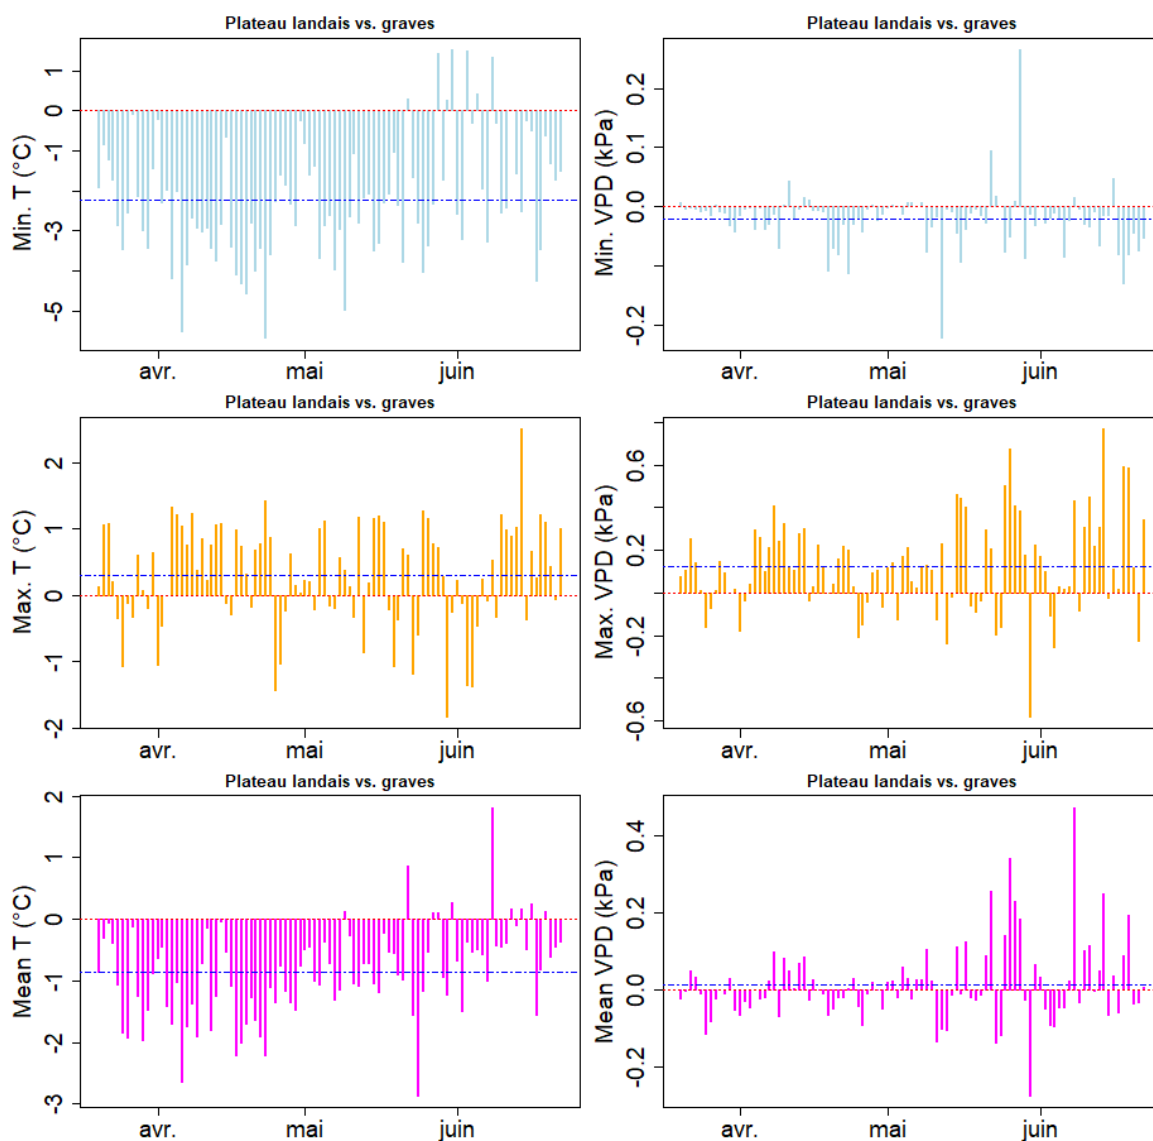 Plateau landais vs. graves
Min. T (°C)
1
0
-1
-3
-5
avr.
mai
juin
Plateau landais vs. graves
Min. VPD (kPa)
0.2
0.1
0.0
-0.2
avr.
mai
juin
Plateau landais vs. graves
Max. T (°C)
2
1
0
-1
-2
avr.
mai
juin
Plateau landais vs. graves
Max. VPD (kPa)
0.6
0.2
-0.2
-0.6
avr.
mai
juin
Plateau landais vs. graves
Mean T (°C)
2
1
0
-1
-2
-3
avr.
mai
juin
Plateau landais vs. graves
Mean VPD (kPa)
0.4
0.2
0.0
-0.2
avr.
mai
juin